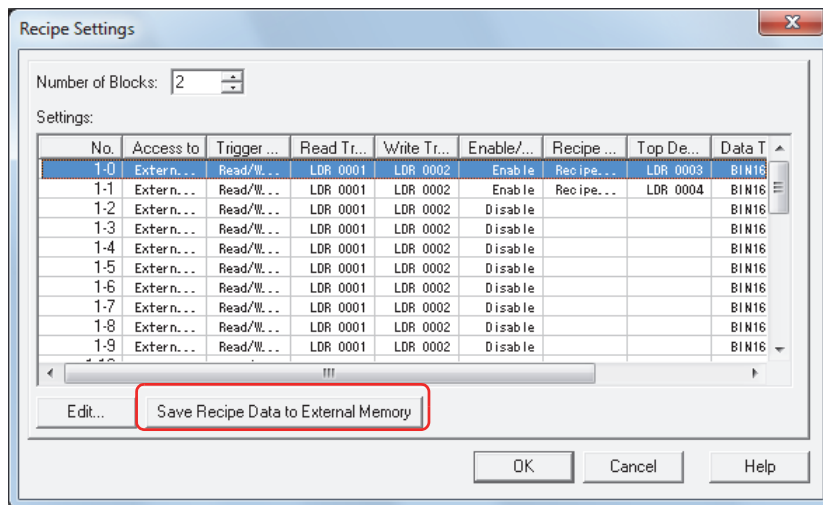 Recipe Settings
Number of Blocks: 2
Settings:
No. Access to Trigger ... Read Tr... Write Tr... Enable/... Recipe ... Top De... Data T
1-0 Extern... Read/W... LDR 0001 LDR 0002 Enable Recipe... LDR 0003 BIN16
1-1 Extern... Read/W... LDR 0001 LDR 0002 Enable Recipe... LDR 0004 BIN16
1-2 Extern... Read/W... LDR 0001 LDR 0002 Disable BIN16
1-3 Extern... Read/W... LDR 0001 LDR 0002 Disable BIN16
1-4 Extern... Read/W... LDR 0001 LDR 0002 Disable BIN16
1-5 Extern... Read/W... LDR 0001 LDR 0002 Disable BIN16
1-6 Extern... Read/W... LDR 0001 LDR 0002 Disable BIN16
1-7 Extern... Read/W... LDR 0001 LDR 0002 Disable BIN16
1-8 Extern... Read/W... LDR 0001 LDR 0002 Disable BIN16
1-9 Extern... Read/W... LDR 0001 LDR 0002 Disable BIN16
Edit... Save Recipe Data to External Memory
OK Cancel Help